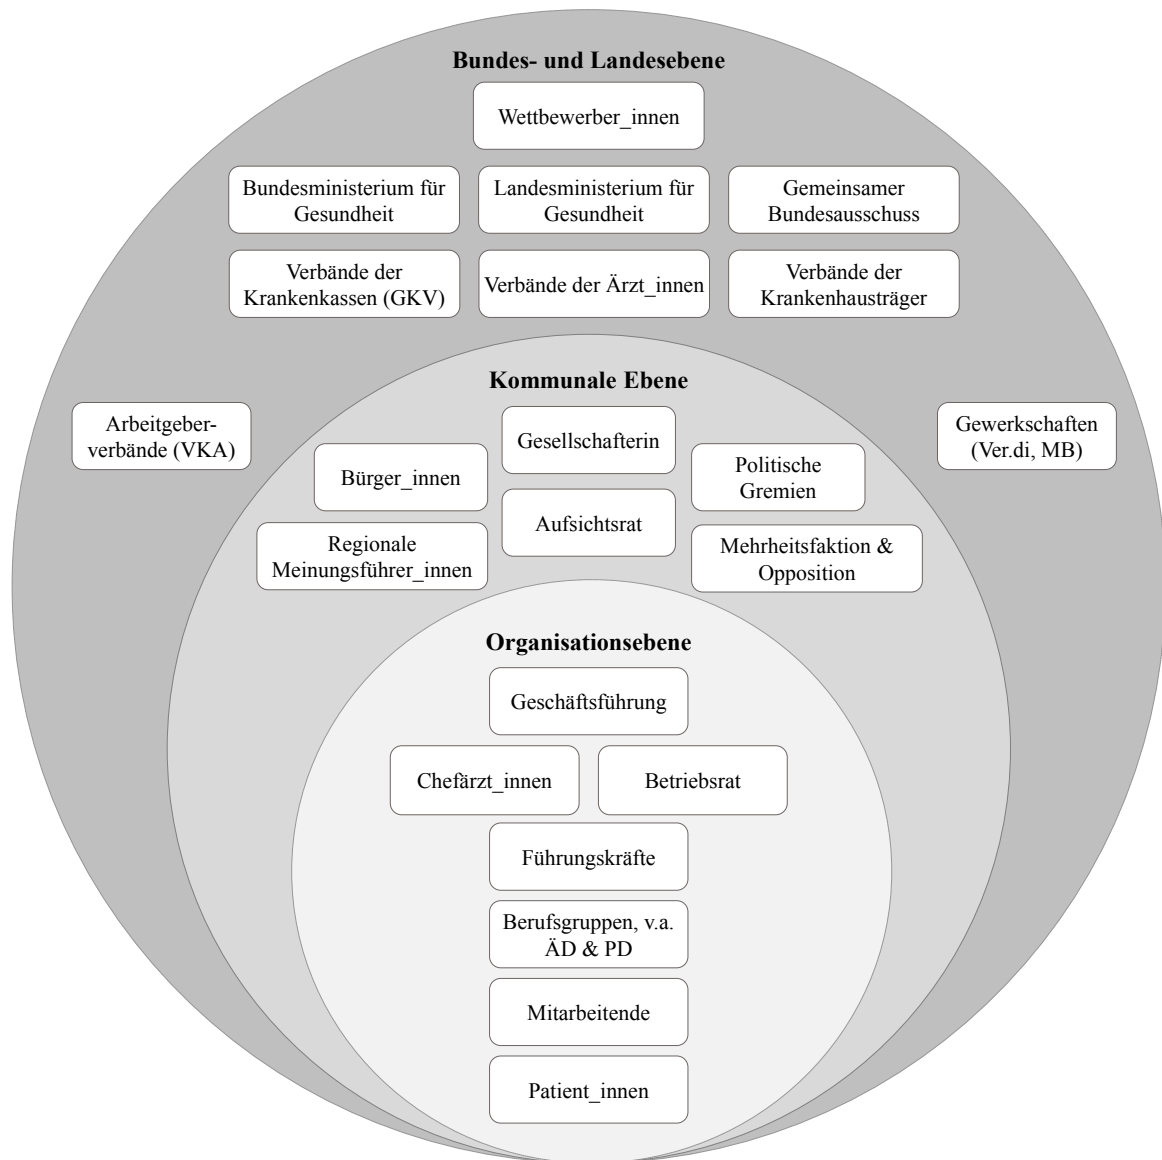 Bundes- und Landesebene
Wettbewerber_innen
Bundesministerium für
Gesundheit
Landesministerium für
Gesundheit
Gemeinsamer
Bundesausschuss
Verbände der
Krankenkassen (GKV)
Verbände der Ärzt_innen
Verbände der
Krankenhausträger
Arbeitgeber-
verbände (VKA)
Gewerkschaften
(Ver.di, MB)
Kommunale Ebene
Gesellschafterin
Bürger_innen
Politische
Gremien
Aufsichtsrat
Regionale
Meinungsführer_innen
Mehrheitsfaktion &
Opposition
Organisationsebene
Geschäftsführung
Chefärzt_innen
Betriebsrat
Führungskräfte
Berufsgruppen, v.a.
ÄD & PD
Mitarbeitende
Patient_innen